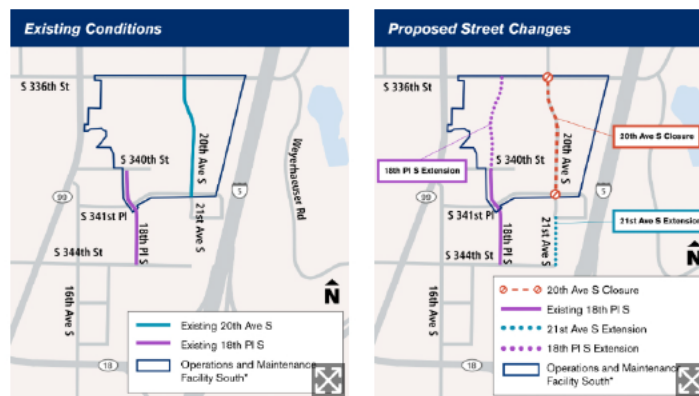 Existing Conditions
S 336th St
20th Ave S
S 340th St
Weyerhaeuser Rd
5
99
S 341st Pl
21st Ave S
18th Pl S
S 344th St
16th Ave S
N
18
Existing 20th Ave S
Existing 18th Pl S
Operations and Maintenance
Facility South*
Proposed Street Changes
S 336th St
20th Ave S Closure
20th Ave S
S 340th St
18th Pl S Extension
5
99
S 341st Pl
21st Ave S Extension
21st Ave S
18th Pl S
S 344th St
16th Ave S
N
18
20th Ave S Closure
Existing 18th Pl S
21st Ave S Extension
18th Pl S Extension
Operations and Maintenance
Facility South*